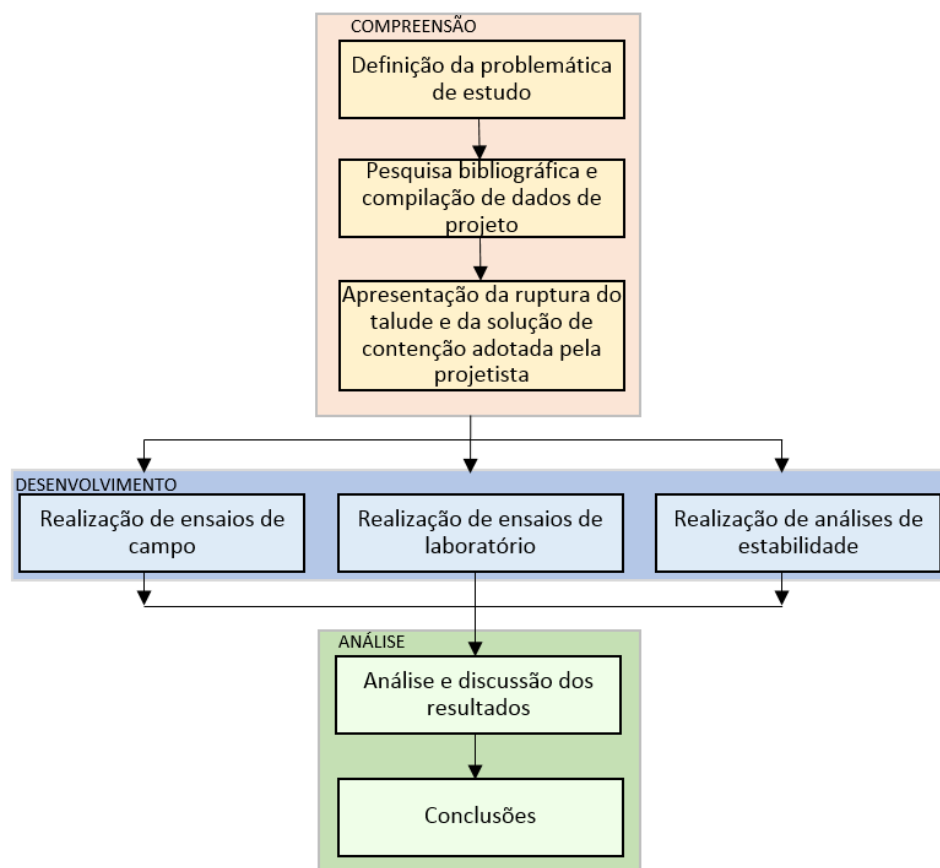 COMPREENSÃO
Definição da problemática
de estudo
Pesquisa bibliográfica e
compilação de dados de
projeto
Apresentação da ruptura do
talude e da solução de
contenção adotada pela
projetista
DESENVOLVIMENTO
Realização de ensaios de
campo
Realização de ensaios de
laboratório
Realização de análises de
estabilidade
ANÁLISE
Análise e discussão dos
resultados
Conclusões